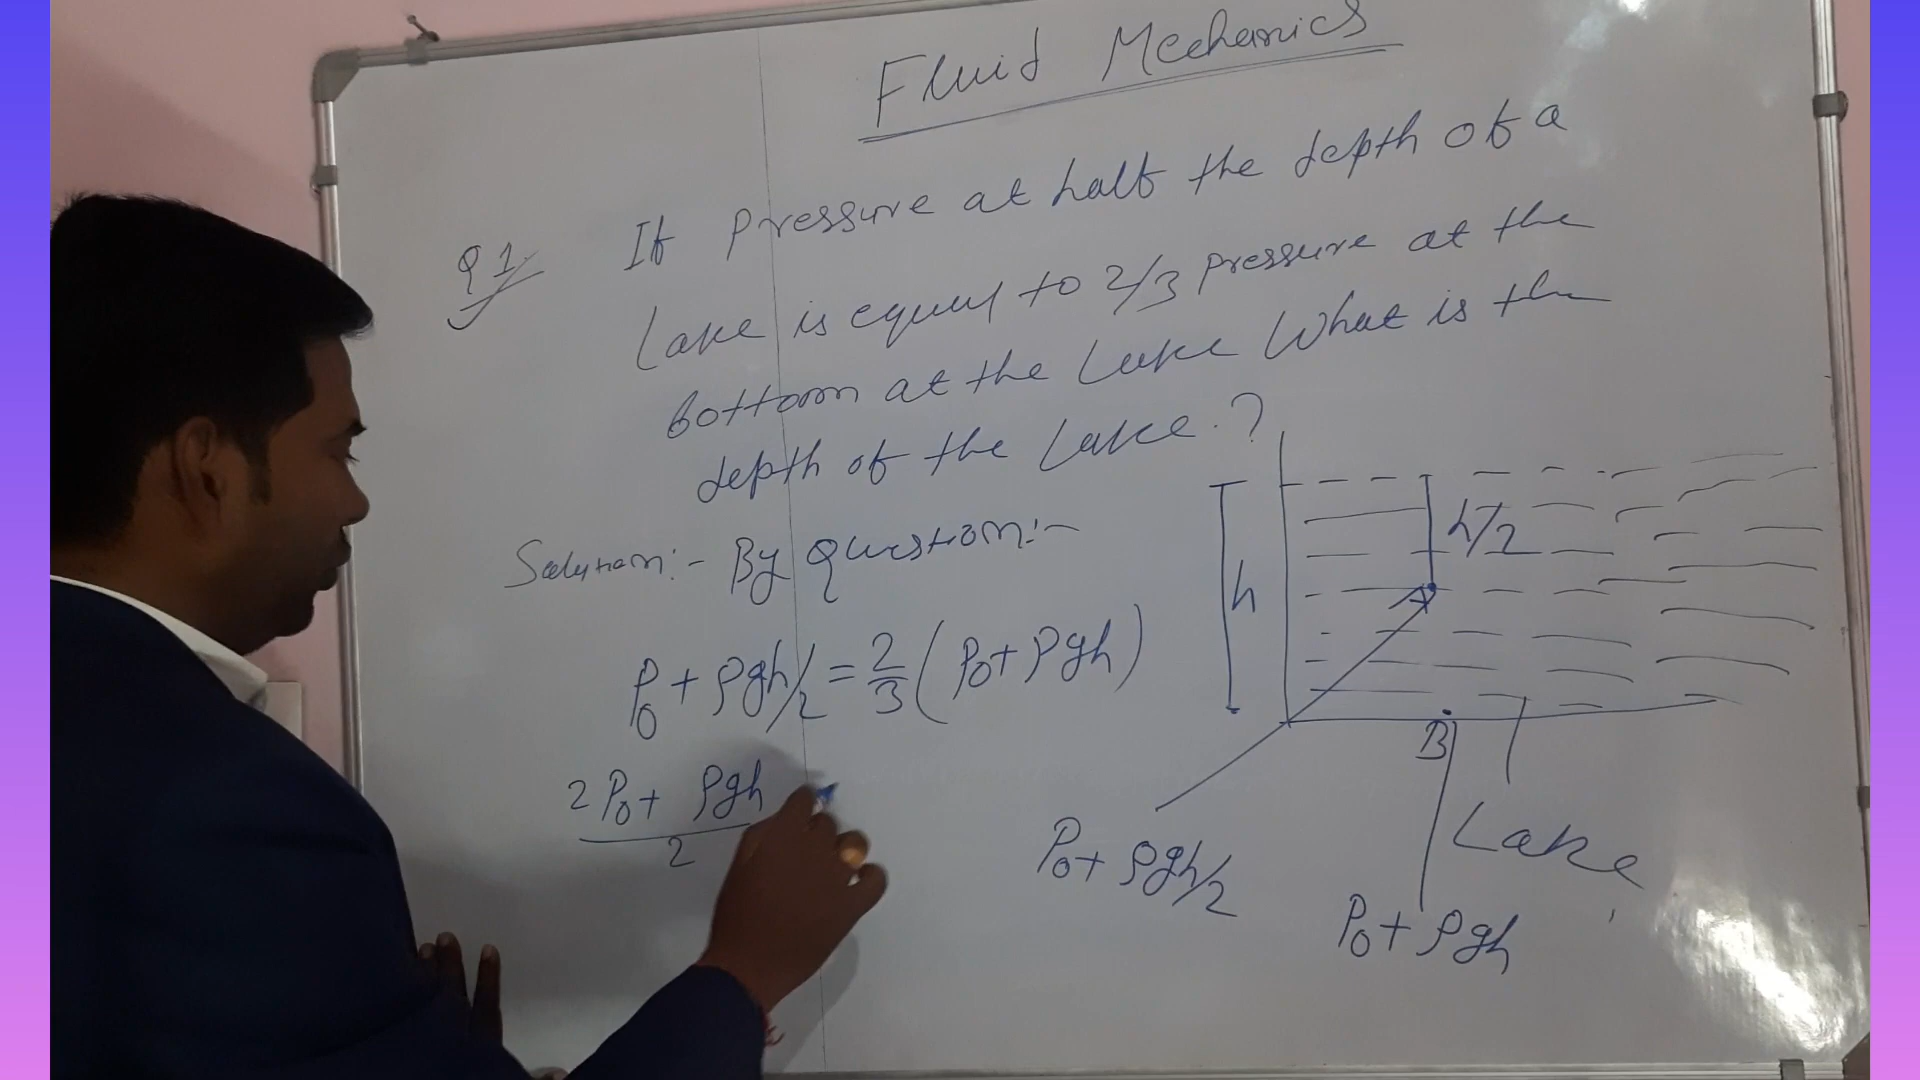 Fluid Mechanics
Q1. If pressure at half the depth of a
Lake is equal to 2/3 pressure at the
bottom at the Lake What is the
depth of the Lake.?
Solution:- By Question:-
P₀ + ρgh/2 = 2/3 (P₀ + ρgh)
2P₀ + ρgh
2
h
h/2
A
B
Lake
P₀ + ρgh/2
P₀ + ρgh